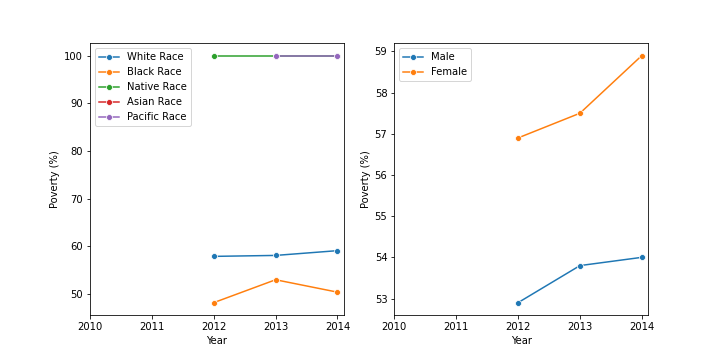 White Race
Black Race
Native Race
Asian Race
Pacific Race
100
90
80
70
60
50
Poverty (%)
2010 2011 2012 2013 2014
Year
Male
Female
59
58
57
56
55
54
53
Poverty (%)
2010 2011 2012 2013 2014
Year